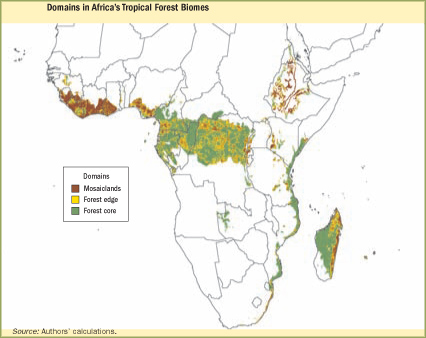 Domains in Africa's Tropical Forest Biomes
Domains
Mosaiclands
Forest edge
Forest core
Source: Authors' calculations.